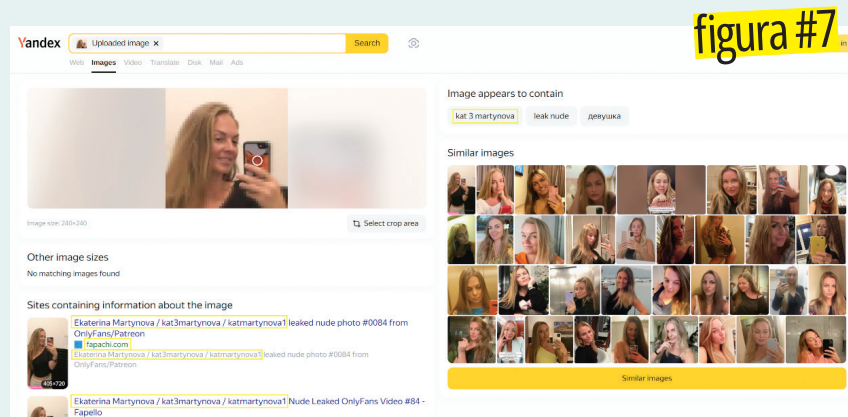 figura #7
Yandex
Uploaded image ×
Search
in
Web Images Video Translate Disk Mail Ads
Image size: 240×240
Select crop area
Other image sizes
No matching images found
Sites containing information about the image
Ekaterina Martynova / kat3martynova / katmartynova1 leaked nude photo #0084 from
OnlyFans/Patreon
fapachi.com
Ekaterina Martynova / kat3martynova / katmartynova1 leaked nude photo #0084 from
OnlyFans/Patreon
405×720
Ekaterina Martynova / kat3martynova / katmartynova1 Nude Leaked OnlyFans Video #84 -
Fapello
Image appears to contain
kat 3 martynova
leak nude
девушка
Similar images
Similar images